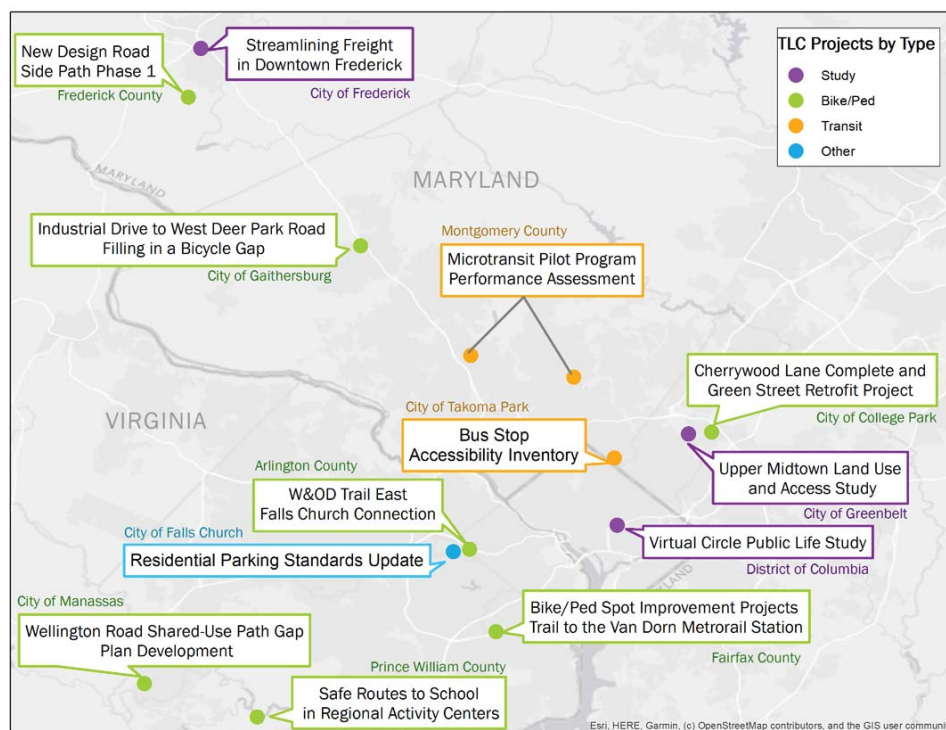 New Design Road
Side Path Phase 1
Frederick County
Streamlining Freight
in Downtown Frederick
City of Frederick
TLC Projects by Type
Study
Bike/Ped
Transit
Other
MARYLAND
MARYLAND
Industrial Drive to West Deer Park Road
Filling in a Bicycle Gap
City of Gaithersburg
Montgomery County
Microtransit Pilot Program
Performance Assessment
Cherrywood Lane Complete and
Green Street Retrofit Project
City of College Park
VIRGINIA
City of Takoma Park
Bus Stop
Accessibility Inventory
Upper Midtown Land Use
and Access Study
City of Greenbelt
Arlington County
W&OD Trail East
Falls Church Connection
City of Falls Church
Residential Parking Standards Update
Virtual Circle Public Life Study
District of Columbia
City of Manassas
Wellington Road Shared-Use Path Gap
Plan Development
Bike/Ped Spot Improvement Projects
Trail to the Van Dorn Metrorail Station
Fairfax County
Prince William County
Safe Routes to School
in Regional Activity Centers
Esri, HERE, Garmin, (c) OpenStreetMap contributors, and the GIS user communi